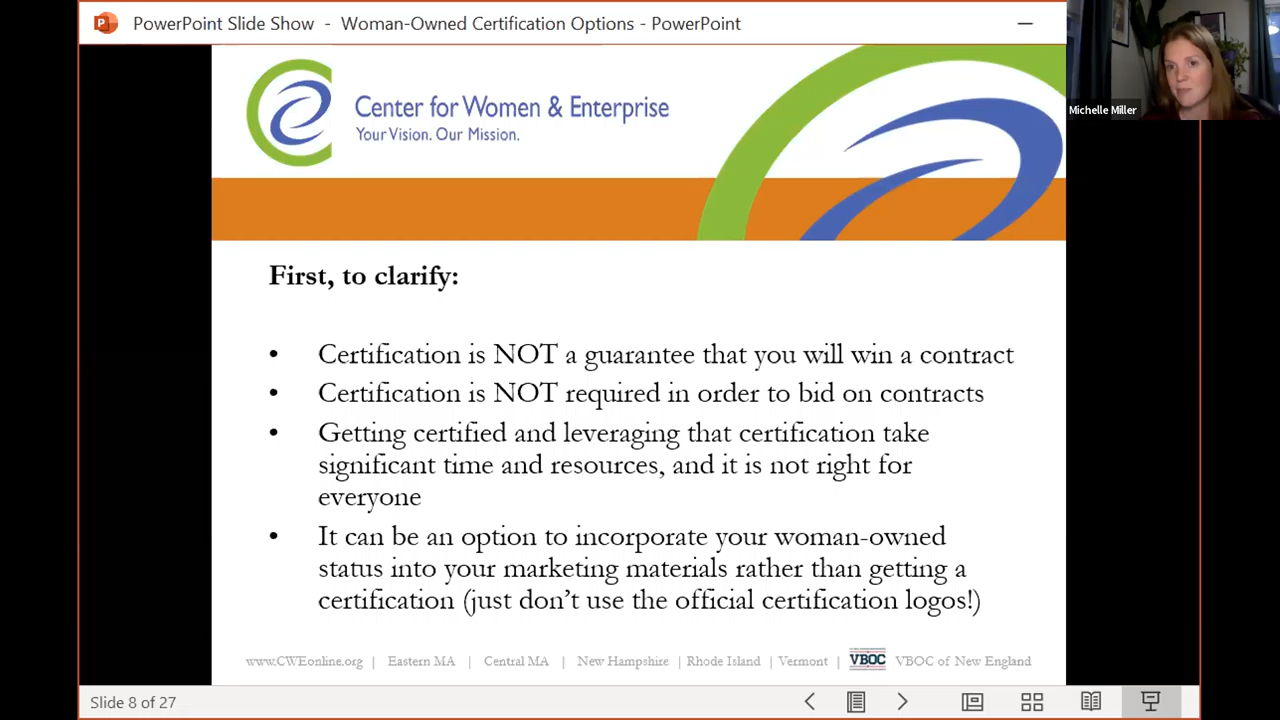 PowerPoint Slide Show - Woman-Owned Certification Options - PowerPoint
Michelle Miller
Center for Women & Enterprise
Your Vision. Our Mission.
First, to clarify:
• Certification is NOT a guarantee that you will win a contract
• Certification is NOT required in order to bid on contracts
• Getting certified and leveraging that certification take
significant time and resources, and it is not right for
everyone
• It can be an option to incorporate your woman-owned
status into your marketing materials rather than getting a
certification (just don’t use the official certification logos!)
www.CWEonline.org | Eastern MA | Central MA | New Hampshire | Rhode Island | Vermont | VBOC VBOC of New England
Slide 8 of 27